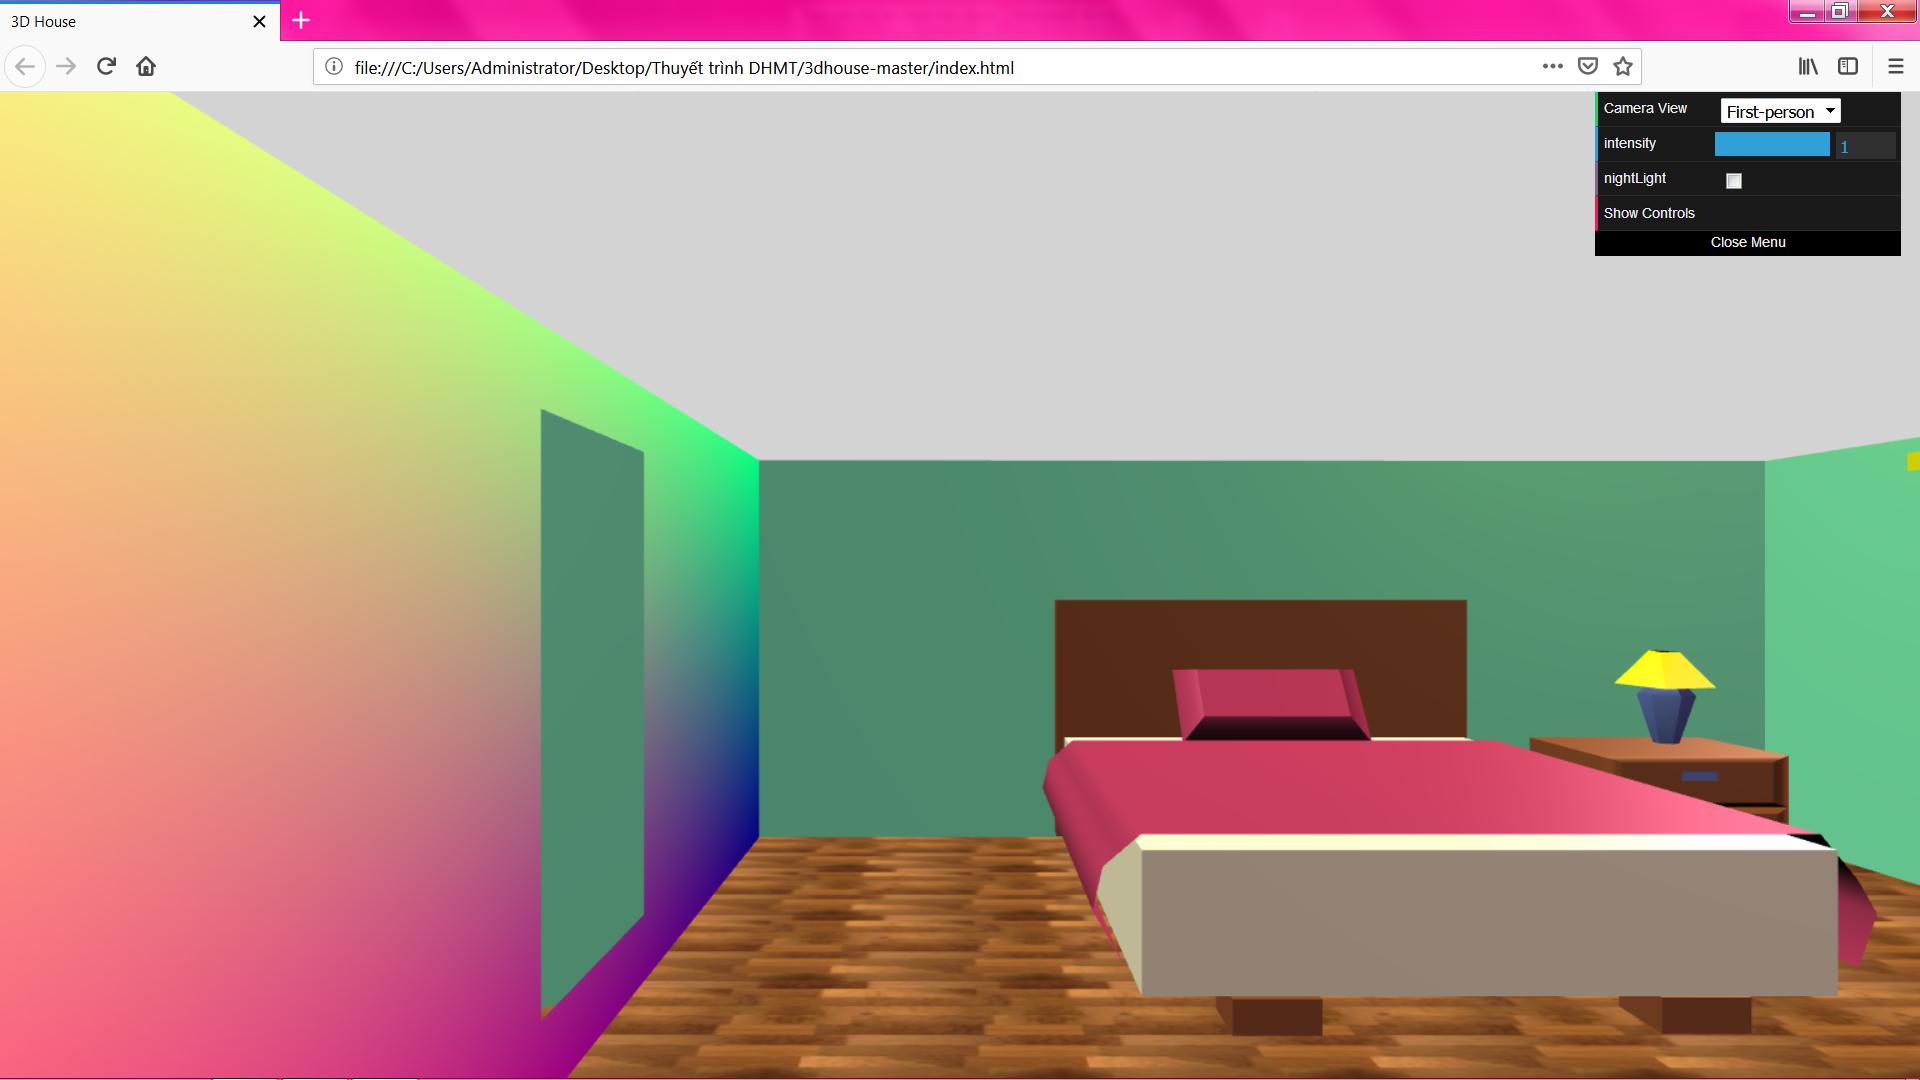 3D House
file:///C:/Users/Administrator/Desktop/Thuyết trình DHMT/3dhouse-master/index.html
Camera View First-person
intensity 1
nightLight
Show Controls
Close Menu